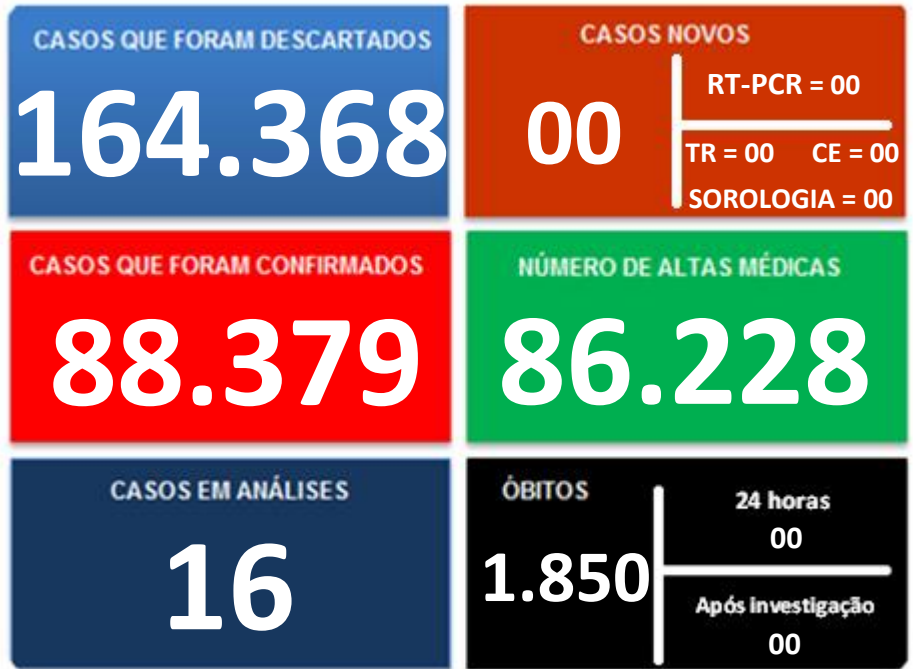 CASOS QUE FORAM DESCARTADOS
164.368
CASOS NOVOS
00
RT-PCR = 00
TR = 00 CE = 00
SOROLOGIA = 00
CASOS QUE FORAM CONFIRMADOS
88.379
NÚMERO DE ALTAS MÉDICAS
86.228
CASOS EM ANÁLISES
16
ÓBITOS
1.850
24 horas
00
Após investigação
00